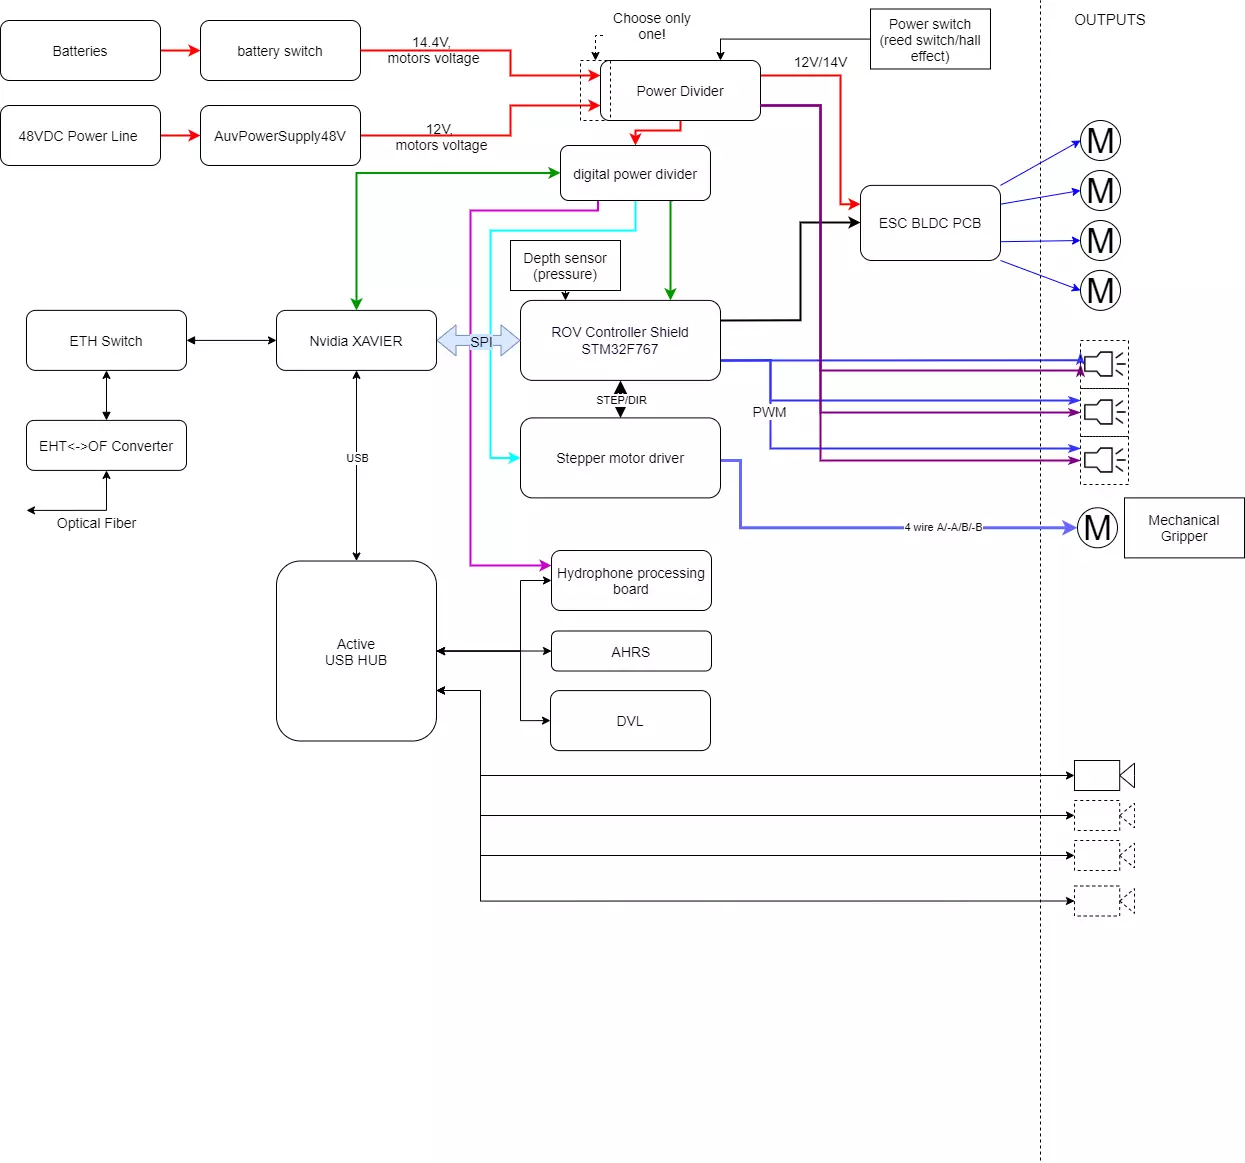 Choose only
one!
Power switch
(reed switch/hall
effect)
OUTPUTS
Batteries
battery switch
14.4V,
motors voltage
12V/14V
Power Divider
48VDC Power Line
AuvPowerSupply48V
12V,
motors voltage
M
digital power divider
M
ESC BLDC PCB
M
Depth sensor
(pressure)
M
ETH Switch
Nvidia XAVIER
SPI
ROV Controller Shield
STM32F767
STEP/DIR
PWM
EHT<->OF Converter
USB
Stepper motor driver
Optical Fiber
4 wire A/-A/B/-B
M
Mechanical
Gripper
Hydrophone processing
board
Active
USB HUB
AHRS
DVL